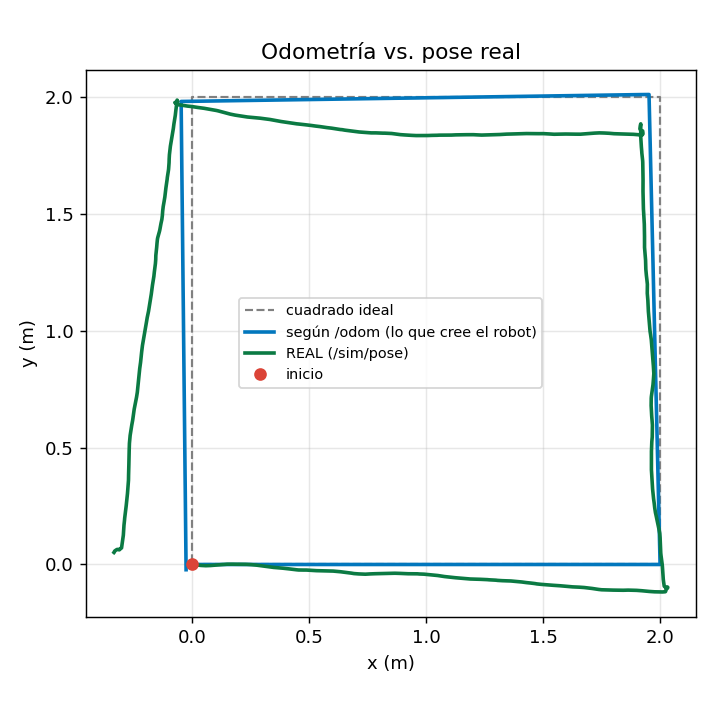 Odometría vs. pose real
2.0
1.5
1.0
0.5
0.0
y (m)
cuadrado ideal
según /odom (lo que cree el robot)
REAL (/sim/pose)
inicio
0.0 0.5 1.0 1.5 2.0
x (m)